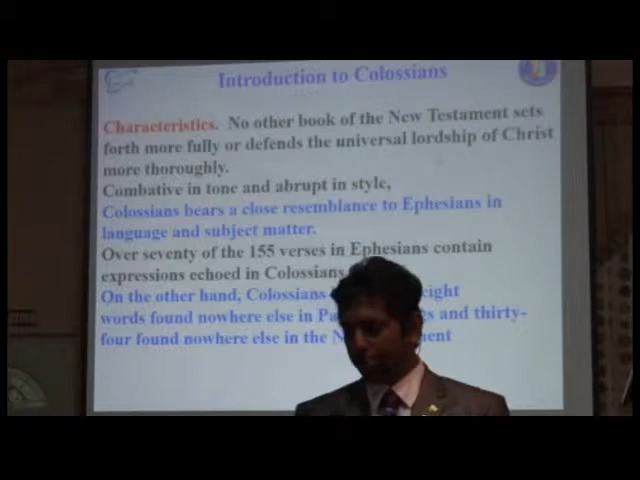 Introduction to Colossians
Characteristics. No other book of the New Testament sets
forth more fully or defends the universal lordship of Christ
more thoroughly.
Combative in tone and abrupt in style,
Colossians bears a close resemblance to Ephesians in
language and subject matter.
Over seventy of the 155 verses in Ephesians contain
expressions echoed in Colossians
On the other hand, Colossians eight
words found nowhere else in and thirty-
four found nowhere else in the